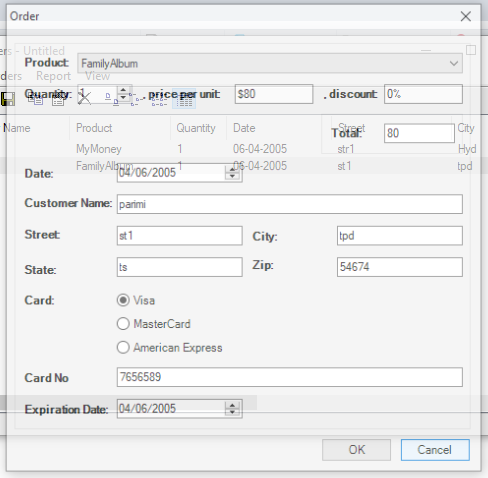 Order
ers - Untitled
Product: FamilyAlbum
ders Report View
Quantity: 1 , price per unit: $80 , discount: 0%
Name Product Quantity Date Street City
Total: 80
MyMoney 1 06-04-2005 str1 Hyd
FamilyAlbum 1 06-04-2005 st1 tpd
Date: 04/06/2005
Customer Name: parimi
Street: st1 City: tpd
State: ts Zip: 54674
Card: Visa
MasterCard
American Express
Card No 7656589
Expiration Date: 04/06/2005
OK Cancel